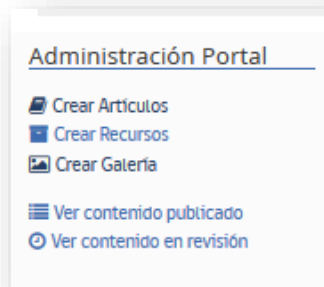 Administración Portal
Crear Artículos
Crear Recursos
Crear Galería
Ver contenido publicado
Ver contenido en revisión